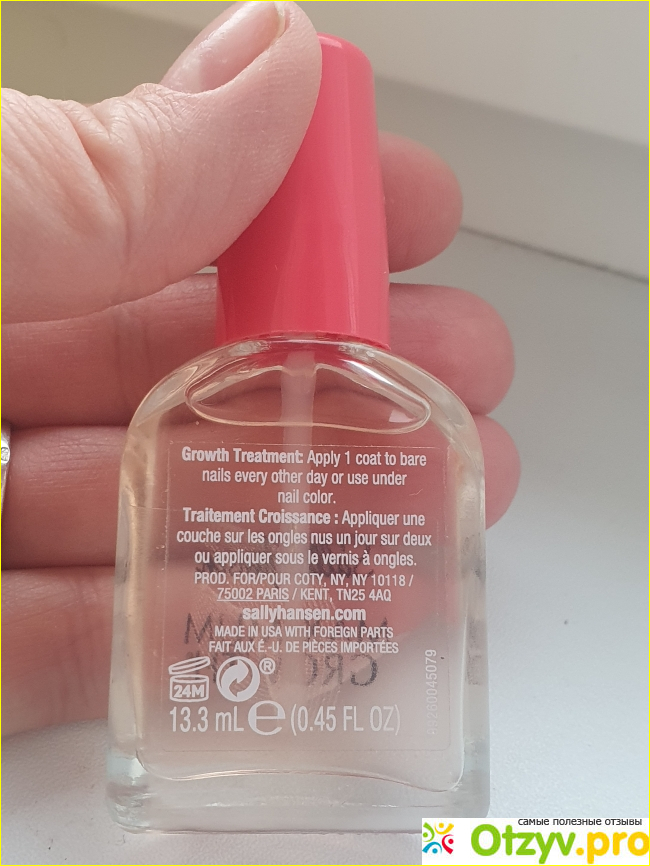 Growth Treatment: Apply 1 coat to bare
nails every other day or use under
nail color.
Traitement Croissance : Appliquer une
couche sur les ongles nus un jour sur deux
ou appliquer sous le vernis à ongles.
PROD. FOR/POUR COTY, NY, NY 10118 /
75002 PARIS / KENT, TN25 4AQ
sallyhansen.com
MADE IN USA WITH FOREIGN PARTS
FAIT AUX É.-U. DE PIÈCES IMPORTÉES
24M ®
13.3 mL e (0.45 FL OZ)
самые полезные отзывы
Otzyv.pro